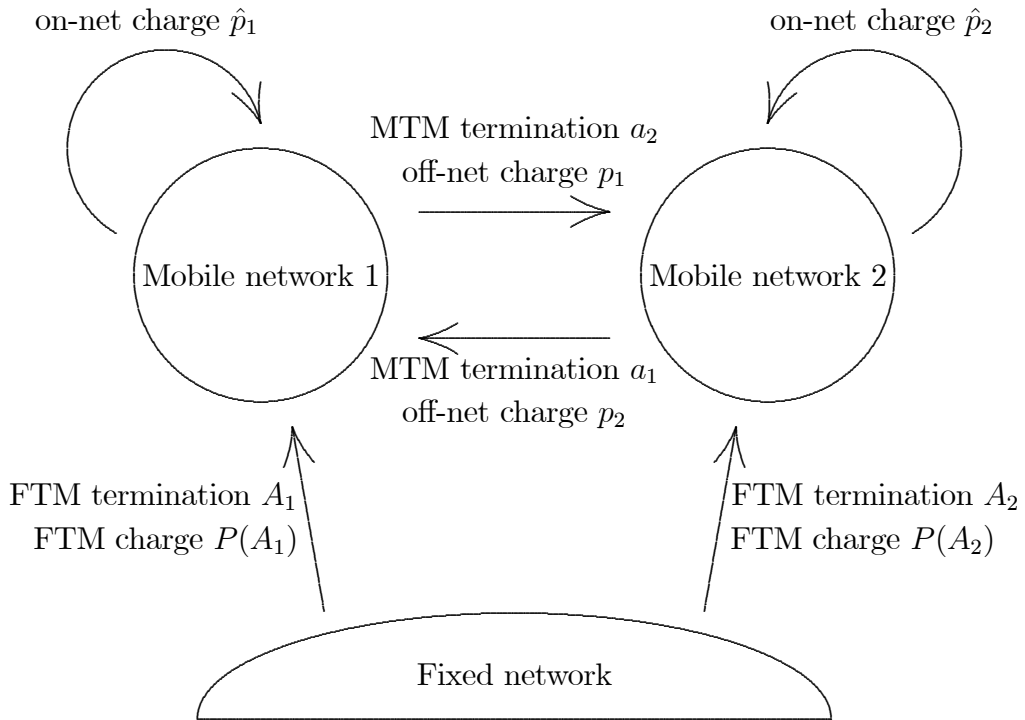 on-net charge p̂₁
on-net charge p̂₂
MTM termination a₂
off-net charge p₁
Mobile network 1
Mobile network 2
MTM termination a₁
off-net charge p₂
FTM termination A₁
FTM charge P(A₁)
FTM termination A₂
FTM charge P(A₂)
Fixed network